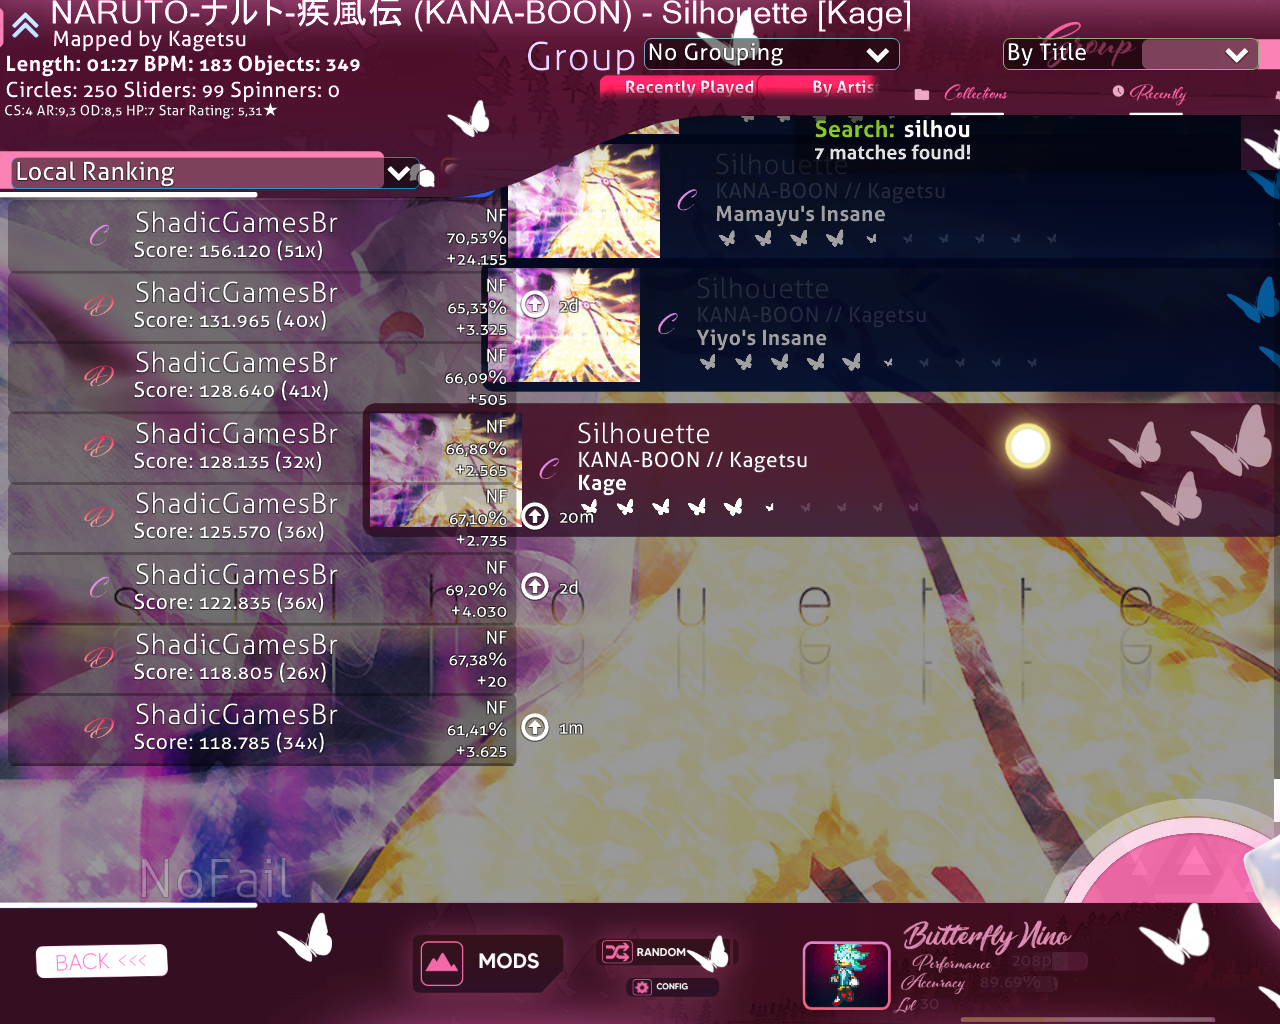 NARUTO-ナルト-疾風伝 (KANA-BOON) - Silhouette [Kage]
Mapped by Kagetsu
Length: 01:27 BPM: 183 Objects: 349
Circles: 250 Sliders: 99 Spinners: 0
CS:4 AR:9,3 OD:8,5 HP:7 Star Rating: 5,31★
Group
No Grouping
Group
By Title
Recently Played
By Artis
Collections
Recently
Search: silhou
7 matches found!
Local Ranking
ShadicGamesBr
Score: 156.120 (51x)
NF
70,53%
+24.155
C
ShadicGamesBr
Score: 131.965 (40x)
NF
65,33%
+3.325
D
2d
ShadicGamesBr
Score: 128.640 (41x)
NF
66,09%
+505
D
ShadicGamesBr
Score: 128.135 (32x)
NF
66,86%
+2.565
D
ShadicGamesBr
Score: 125.570 (36x)
NF
67,10%
+2.735
D
20m
ShadicGamesBr
Score: 122.835 (36x)
NF
69,20%
+4.030
C
2d
ShadicGamesBr
Score: 118.805 (26x)
NF
67,38%
+20
D
ShadicGamesBr
Score: 118.785 (34x)
NF
61,41%
+3.625
D
1m
C
Silhouette
KANA-BOON // Kagetsu
Mamayu's Insane
C
Silhouette
KANA-BOON // Kagetsu
Yiyo's Insane
C
Silhouette
KANA-BOON // Kagetsu
Kage
silhouette
NoFail
BACK <<<
MODS
RANDOM
CONFIG
Butterfly Nino
Performance 208p
Accuracy 89.69%
Lvl 30